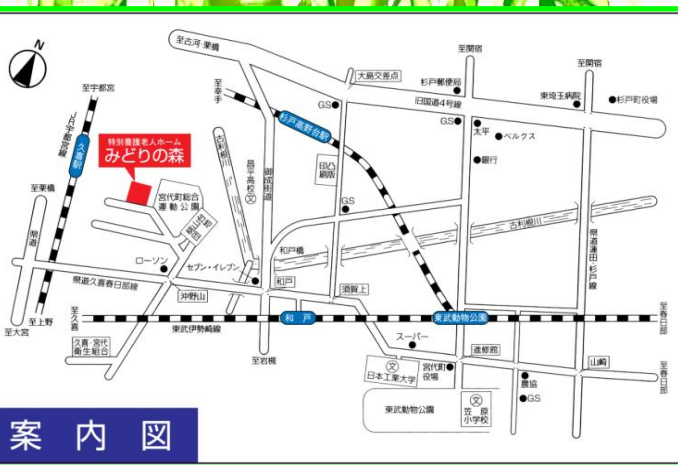 N
至古河・栗橋
至関宿
至関宿
大島交差点
杉戸郵便局
東埼玉病院
杉戸町役場
至宇都宮
至幸手
GS
旧国道4号線
JR宇都宮線
久喜駅
杉戸高野台駅
GS
太平
ベルクス
特別養護老人ホーム
みどりの森
古利根川
昌平高校
文
御成街道
凸版
印刷
銀行
至栗橋
宮代町総合
運動公園
GS
県道
和戸橋
古利根川
県道蓮田・杉戸線
ローソン
セブン・イレブン
県道久喜春日部線
沖野山
須賀上
至大宮
至上野
至久喜
東武伊勢崎線
和戸
東武動物公園
至春日部
久喜・宮代
衛生組合
至岩槻
スーパー
進修館
文
日本工業大学
宮代町
役場
山崎
至春日部
農協
東武動物公園
文
笠原
小学校
GS
案内図